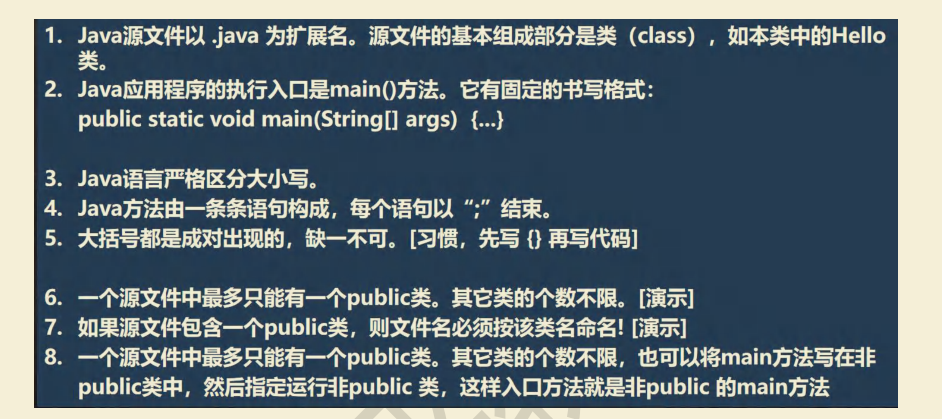 1. Java源文件以 .java 为扩展名。源文件的基本组成部分是类（class），如本类中的Hello
类。
2. Java应用程序的执行入口是main()方法。它有固定的书写格式：
public static void main(String[] args) {...}
3. Java语言严格区分大小写。
4. Java方法由一条条语句构成，每个语句以“;”结束。
5. 大括号都是成对出现的，缺一不可。[习惯，先写 {} 再写代码]
6. 一个源文件中最多只能有一个public类。其它类的个数不限。[演示]
7. 如果源文件包含一个public类，则文件名必须按该类名命名! [演示]
8. 一个源文件中最多只能有一个public类。其它类的个数不限，也可以将main方法写在非
public类中，然后指定运行非public 类，这样入口方法就是非public 的main方法